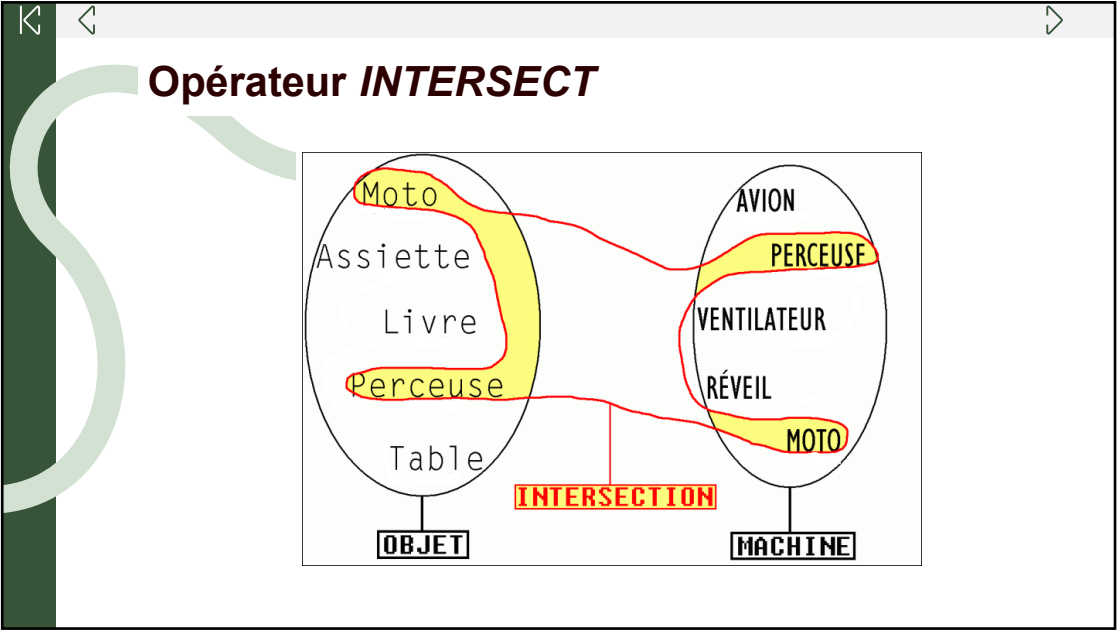 Opérateur INTERSECT
Moto
Assiette
Livre
Perceuse
Table
OBJET
INTERSECTION
AVION
PERCEUSE
VENTILATEUR
RÉVEIL
MOTO
MACHINE